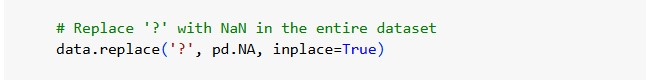 # Replace '?' with NaN in the entire dataset
data.replace('?', pd.NA, inplace=True)